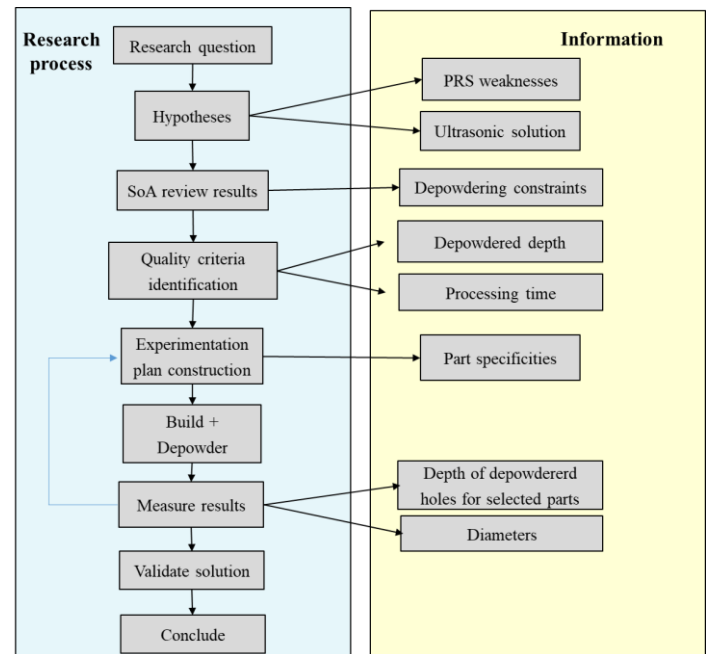 Research
process
Research question
Hypotheses
SoA review results
Quality criteria
identification
Experimentation
plan construction
Build +
Depowder
Measure results
Validate solution
Conclude
Information
PRS weaknesses
Ultrasonic solution
Depowdering constraints
Depowdered depth
Processing time
Part specificities
Depth of depowdererd
holes for selected parts
Diameters